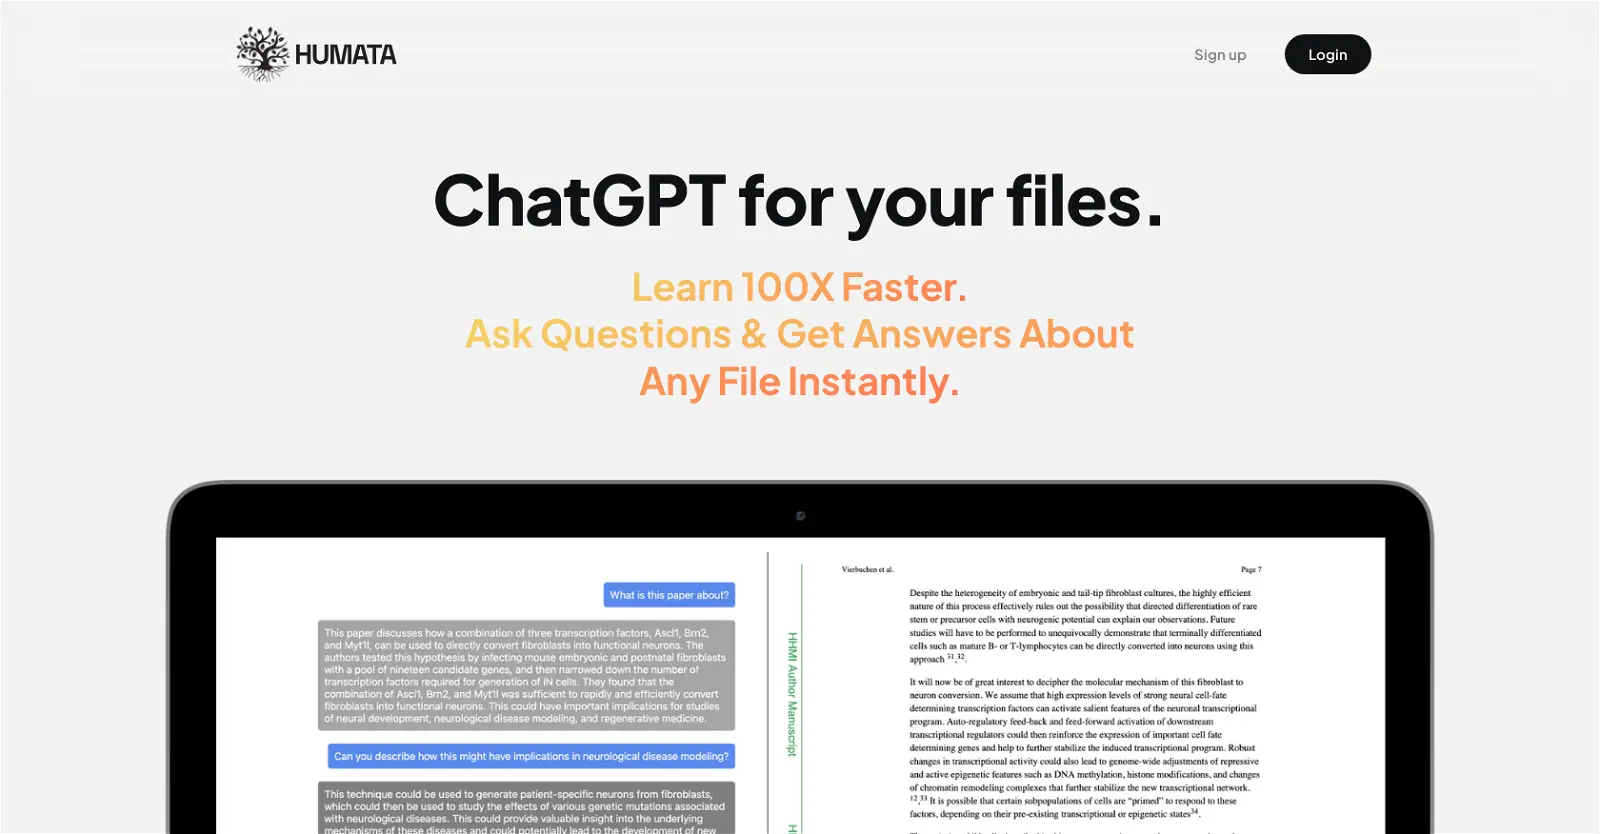 HUMATA
Sign up
Login
ChatGPT for your files.
Learn 100X Faster.
Ask Questions & Get Answers About
Any File Instantly.
What is this paper about?
This paper discusses how a combination of three transcription factors, Ascl1, Brn2,
and Myt1l, can be used to directly convert fibroblasts into functional neurons. The
authors tested this hypothesis by infecting mouse embryonic and postnatal fibroblasts
with a pool of nineteen candidate genes, and then narrowed down the number of
transcription factors required for generation of iN cells. They found that the
combination of Ascl1, Brn2, and Myt1l was sufficient to rapidly and efficiently convert
fibroblasts into functional neurons. This could have important implications for studies
of neural development, neurological disease modeling, and regenerative medicine.
Can you describe how this might have implications in neurological disease modeling?
This technique could be used to generate patient-specific neurons from fibroblasts,
which could then be used to study the effects of various genetic mutations associated
with neurological diseases. This could provide valuable insight into the underlying
mechanisms of these diseases and could potentially lead to the development of new
HHMI Author Manuscript
Vierbuchen et al.
Page 7
Despite the heterogeneity of embryonic and tail-tip fibroblast cultures, the highly efficient
nature of this process effectively rules out the possibility that directed differentiation of rare
stem or precursor cells with neurogenic potential can explain our observations. Future
studies will have to be performed to unequivocally demonstrate that terminally differentiated
cells such as mature B- or T-lymphocytes can be directly converted into neurons using this
approach 31,32.
It will now be of great interest to decipher the molecular mechanism of this fibroblast to
neuron conversion. We assume that high expression levels of strong neural cell-fate
determining transcription factors can activate salient features of the neuronal transcriptional
program. Auto-regulatory feed-back and feed-forward activation of downstream
transcriptional regulators could then reinforce the expression of important cell fate
determining genes and help to further stabilize the induced transcriptional program. Robust
changes in transcriptional activity could also lead to genome-wide adjustments of repressive
and active epigenetic features such as DNA methylation, histone modifications, and changes
of chromatin remodeling complexes that further stabilize the new transcriptional network.
12,33 It is possible that certain subpopulations of cells are “primed” to respond to these
factors, depending on their pre-existing transcriptional or epigenetic states34.